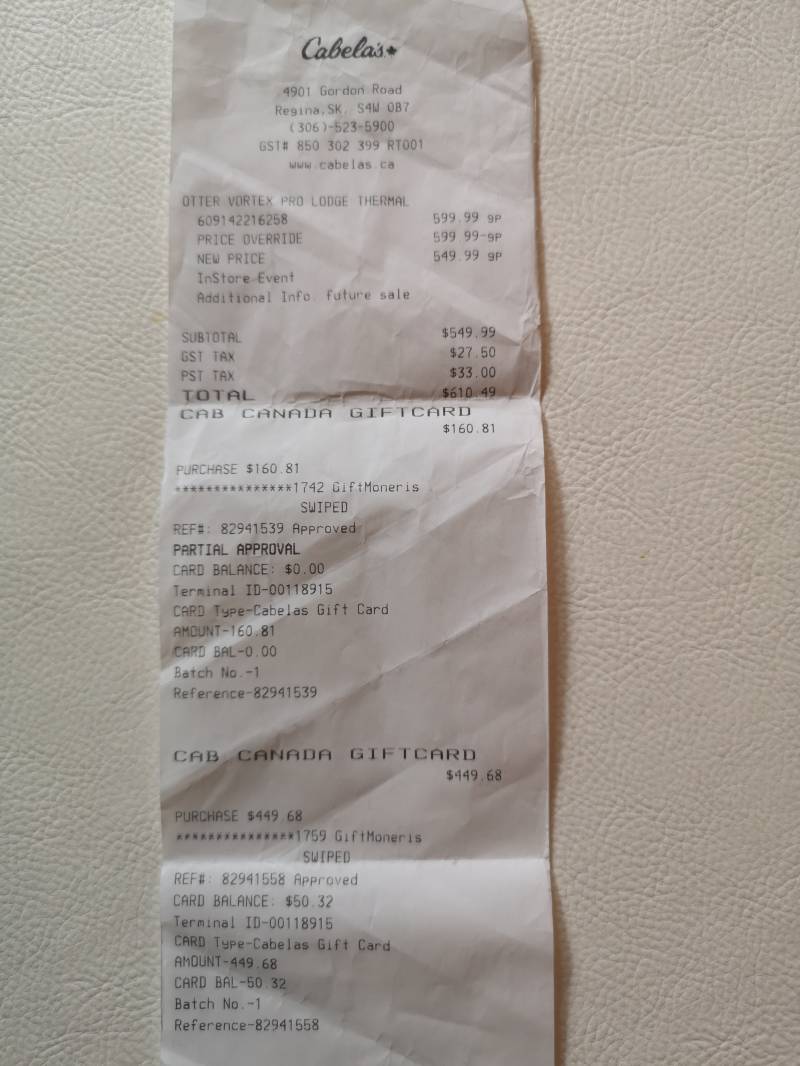 Cabela's
4901 Gordon Road
Regina,SK. S4W 0B7
(306)-523-5900
GST# 850 302 399 RT001
www.cabelas.ca
OTTER VORTEX PRO LODGE THERMAL
609142216258 599.99 gP
PRICE OVERRIDE 599.99-gP
NEW PRICE 549.99 gP
InStore Event
Additional Info. future sale
SUBTOTAL $549.99
GST TAX $27.50
PST TAX $33.00
TOTAL $610.49
CAB CANADA GIFTCARD
$160.81
PURCHASE $160.81
***************1742 GiftMoneris
SWIPED
REF#: 82941539 Approved
PARTIAL APPROVAL
CARD BALANCE: $0.00
Terminal ID-00118915
CARD Type-Cabelas Gift Card
AMOUNT-160.81
CARD BAL-0.00
Batch No.-1
Reference-82941539
CAB CANADA GIFTCARD
$449.68
PURCHASE $449.68
***************1759 GiftMoneris
SWIPED
REF#: 82941558 Approved
CARD BALANCE: $50.32
Terminal ID-00118915
CARD Type-Cabelas Gift Card
AMOUNT-449.68
CARD BAL-50.32
Batch No.-1
Reference-82941558